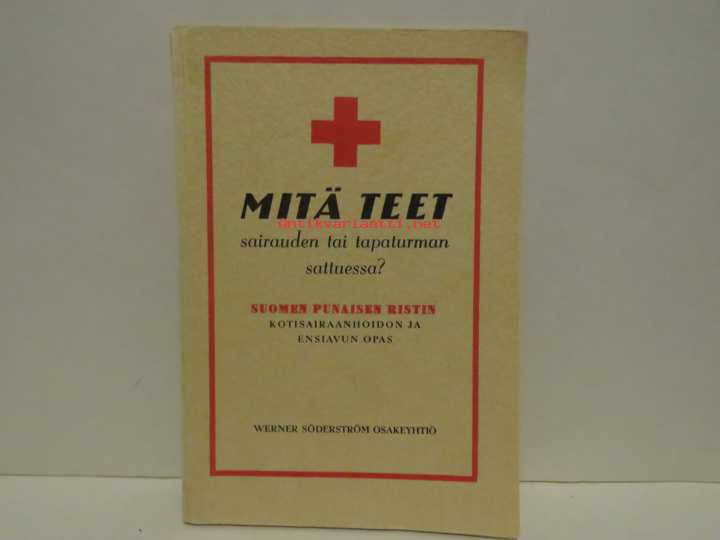 MITÄ TEET
Antikvariaatti.net
sairauden tai tapaturman
sattuessa?
SUOMEN PUNAISEN RISTIN
KOTISAIRAANHOIDON JA
ENSIAVUN OPAS
WERNER SÖDERSTRÖM OSAKEYHTIÖ